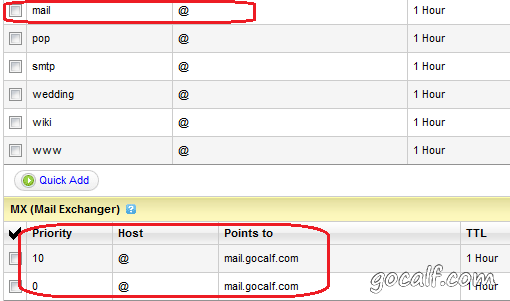 mail @ 1 Hour
pop @ 1 Hour
smtp @ 1 Hour
wedding @ 1 Hour
wiki @ 1 Hour
www @ 1 Hour
Quick Add
MX (Mail Exchanger) ?
Priority Host Points to TTL
10 @ mail.gocalf.com 1 Hour
0 @ mail.gocalf.com 1 Hour
gocalf.com